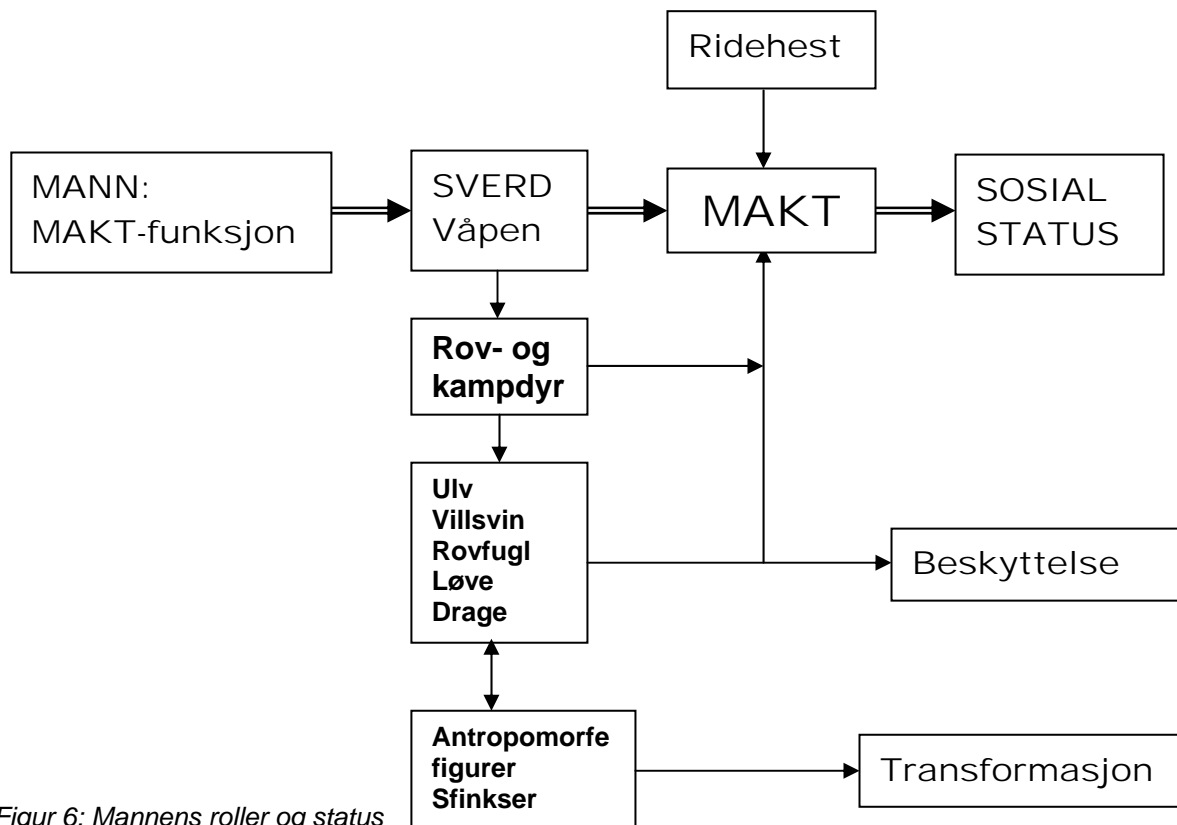 Ridehest
MANN:
MAKT-funksjon
SVERD
Våpen
MAKT
SOSIAL
STATUS
Rov- og
kampdyr
Ulv
Villsvin
Rovfugl
Løve
Drage
Beskyttelse
Antropomorfe
figurer
Sfinkser
Transformasjon
Figur 6: Mannens roller og status